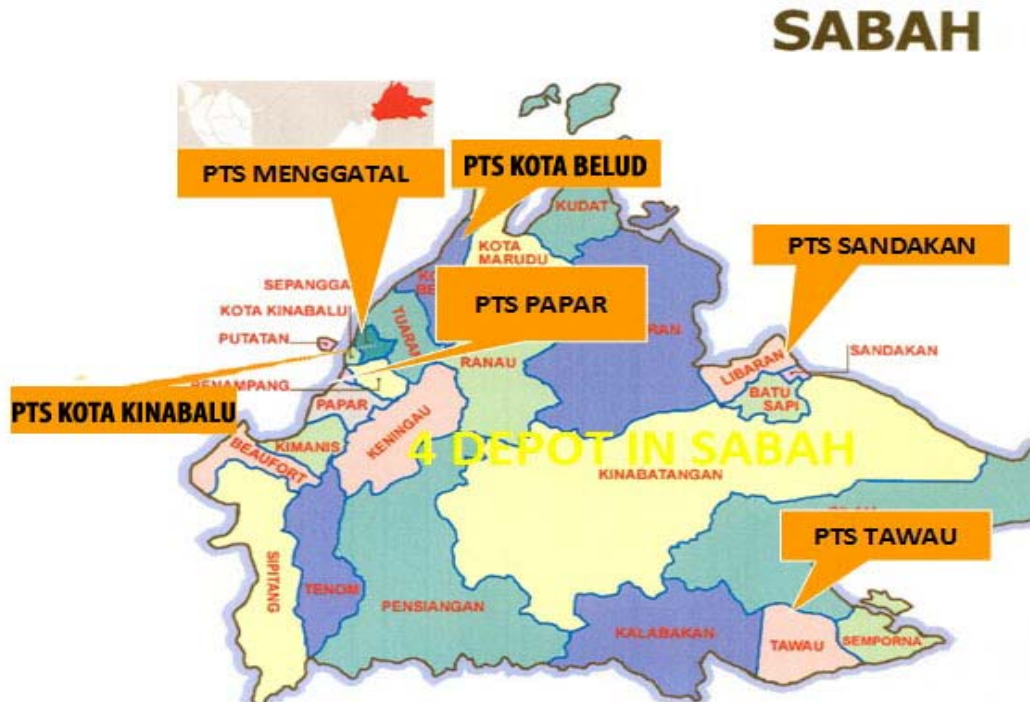 SABAH
PTS MENGGATAL
PTS KOTA BELUD
KUDAT
KOTA
MARUDU
PTS SANDAKAN
SEPANGGA
PTS PAPAR
KOTA KINABALU
TUARAN
PUTATAN
RANAU
LIBARAN
SANDAKAN
BATU
SAPI
PTS KOTA KINABALU
PAPAR
KENINGAU
KIMANIS
BEAUFORT
4 DEPOT IN SABAH
KINABATANGAN
PTS TAWAU
SIPITANG
TENOM
PENSIANGAN
KALABAKAN
TAWAU
SEMPORNA